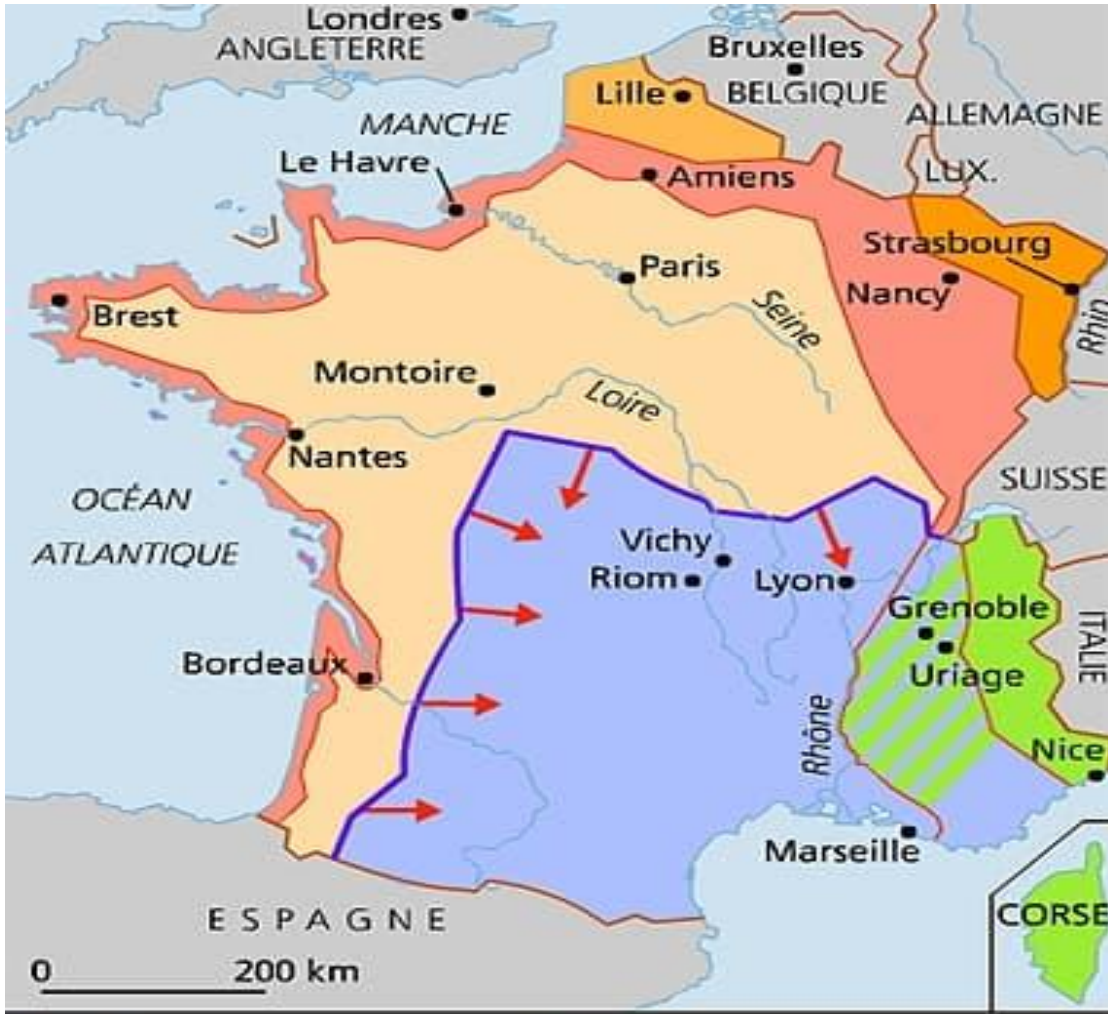 Londres
ANGLETERRE
Bruxelles
BELGIQUE
Lille
ALLEMAGNE
MANCHE
Le Havre
LUX.
Amiens
Strasbourg
Paris
Nancy
Rhin
Brest
Seine
Montoire
Loire
Nantes
SUISSE
OCÉAN
ATLANTIQUE
Vichy
Riom
Lyon
Grenoble
ITALIE
Bordeaux
Uriage
Rhône
Nice
Marseille
ESPAGNE
CORSE
0 200 km